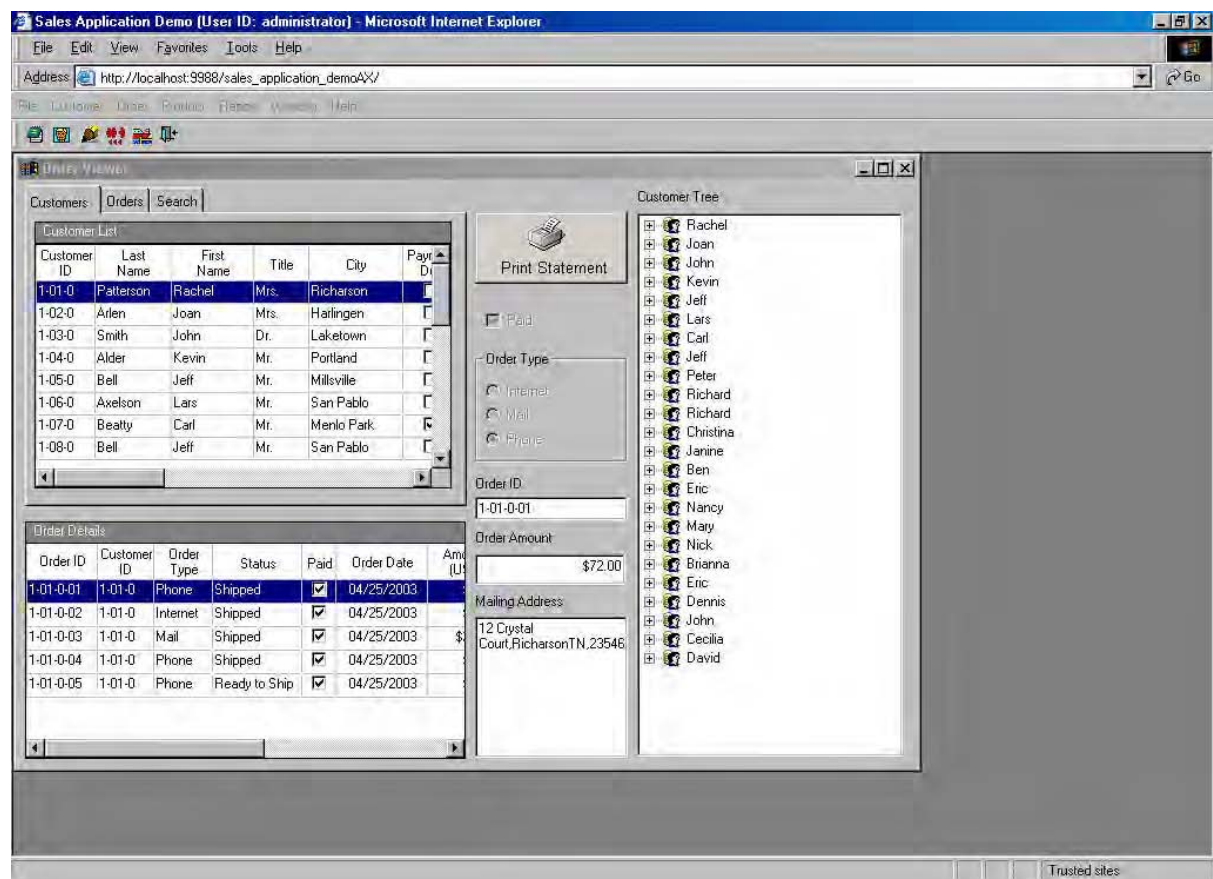 Sales Application Demo (User ID: administrator) - Microsoft Internet Explorer
File Edit View Favorites Tools Help
Address http://localhost:9988/sales_application_demoAX/ Go
File Customer Order Window Help
Order Viewer
Customers Orders Search
Customer List
Customer ID Last Name First Name Title City
1-01-0 Patterson Rachel Mrs. Richarson
1-02-0 Arlen Joan Mrs. Harlingen
1-03-0 Smith John Dr. Laketown
1-04-0 Alder Kevin Mr. Portland
1-05-0 Bell Jeff Mr. Millsville
1-06-0 Axelson Lars Mr. San Pablo
1-07-0 Beatty Carl Mr. Menlo Park
1-08-0 Bell Jeff Mr. San Pablo
Order Details
Order ID Customer ID Order Type Status Paid Order Date
1-01-0-01 1-01-0 Phone Shipped 04/25/2003
1-01-0-02 1-01-0 Internet Shipped 04/25/2003
1-01-0-03 1-01-0 Mail Shipped 04/25/2003
1-01-0-04 1-01-0 Phone Shipped 04/25/2003
1-01-0-05 1-01-0 Phone Ready to Ship 04/25/2003
Print Statement
Paid
Order Type
Internet
Mail
Phone
Order ID
1-01-0-01
Order Amount
$72.00
Mailing Address
12 Crystal
Court,RicharsonTN,23546
Customer Tree
Rachel
Joan
John
Kevin
Jeff
Lars
Carl
Jeff
Peter
Richard
Richard
Christina
Janine
Ben
Eric
Nancy
Mary
Nick
Brianna
Eric
Dennis
John
Cecilia
David
Trusted sites